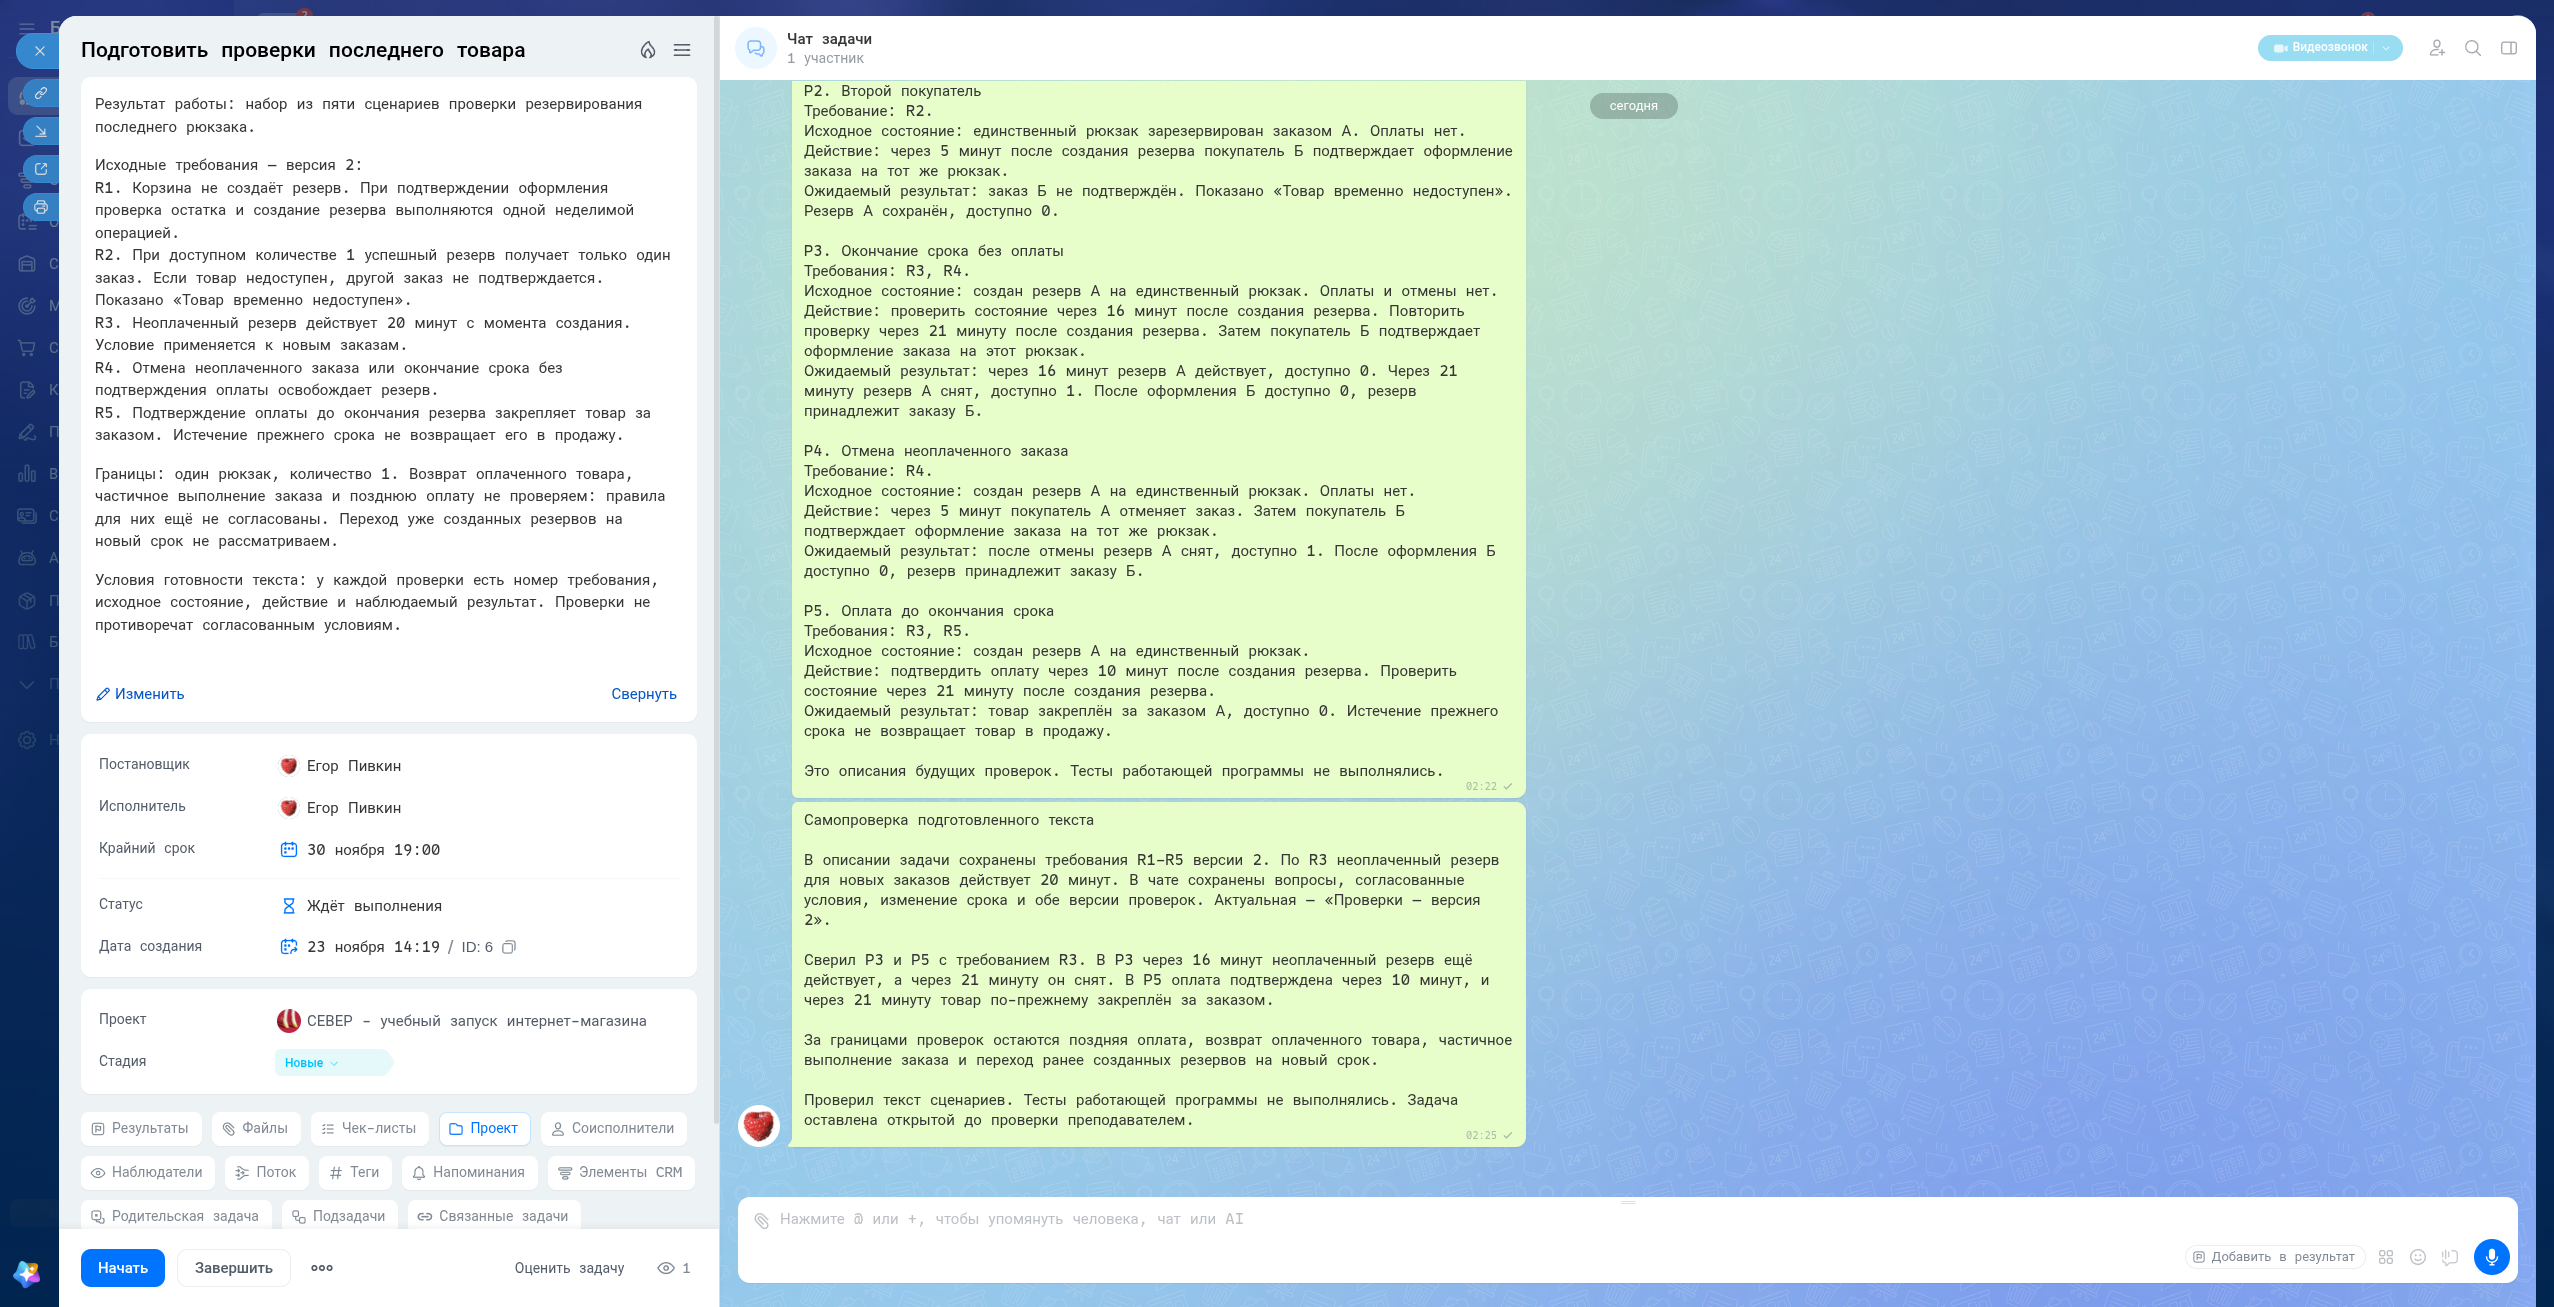 Подготовить проверки последнего товара
Результат работы: набор из пяти сценариев проверки резервирования
последнего рюкзака.
Исходные требования — версия 2:
R1. Корзина не создаёт резерв. При подтверждении оформления
проверка остатка и создание резерва выполняются одной неделимой
операцией.
R2. При доступном количестве 1 успешный резерв получает только один
заказ. Если товар недоступен, другой заказ не подтверждается.
Показано «Товар временно недоступен».
R3. Неоплаченный резерв действует 20 минут с момента создания.
Условие применяется к новым заказам.
R4. Отмена неоплаченного заказа или окончание срока без
подтверждения оплаты освобождает резерв.
R5. Подтверждение оплаты до окончания резерва закрепляет товар за
заказом. Истечение прежнего срока не возвращает его в продажу.
Границы: один рюкзак, количество 1. Возврат оплаченного товара,
частичное выполнение заказа и позднюю оплату не проверяем: правила
для них ещё не согласованы. Переход уже созданных резервов на
новый срок не рассматриваем.
Условия готовности текста: у каждой проверки есть номер требования,
исходное состояние, действие и наблюдаемый результат. Проверки не
противоречат согласованным условиям.
Изменить
Свернуть
Постановщик
Егор Пивкин
Исполнитель
Егор Пивкин
Крайний срок
30 ноября 19:00
Статус
Ждёт выполнения
Дата создания
23 ноября 14:19 / ID: 6
Проект
СЕВЕР – учебный запуск интернет-магазина
Стадия
Новые
Результаты
Файлы
Чек-листы
Проект
Соисполнители
Наблюдатели
Поток
Теги
Напоминания
Элементы CRM
Родительская задача
Подзадачи
Связанные задачи
Начать
Завершить
Оценить задачу
1
Чат задачи
1 участник
Видеозвонок
сегодня
P2. Второй покупатель
Требование: R2.
Исходное состояние: единственный рюкзак зарезервирован заказом А. Оплаты нет.
Действие: через 5 минут после создания резерва покупатель Б подтверждает оформление
заказа на тот же рюкзак.
Ожидаемый результат: заказ Б не подтверждён. Показано «Товар временно недоступен».
Резерв А сохранён, доступно 0.
P3. Окончание срока без оплаты
Требования: R3, R4.
Исходное состояние: создан резерв А на единственный рюкзак. Оплаты и отмены нет.
Действие: проверить состояние через 16 минут после создания резерва. Повторить
проверку через 21 минуту после создания резерва. Затем покупатель Б подтверждает
оформление заказа на этот рюкзак.
Ожидаемый результат: через 16 минут резерв А действует, доступно 0. Через 21
минуту резерв А снят, доступно 1. После оформления Б доступно 0, резерв
принадлежит заказу Б.
P4. Отмена неоплаченного заказа
Требование: R4.
Исходное состояние: создан резерв А на единственный рюкзак. Оплаты нет.
Действие: через 5 минут покупатель А отменяет заказ. Затем покупатель Б
подтверждает оформление заказа на тот же рюкзак.
Ожидаемый результат: после отмены резерв А снят, доступно 1. После оформления Б
доступно 0, резерв принадлежит заказу Б.
P5. Оплата до окончания срока
Требования: R3, R5.
Исходное состояние: создан резерв А на единственный рюкзак.
Действие: подтвердить оплату через 10 минут после создания резерва. Проверить
состояние через 21 минуту после создания резерва.
Ожидаемый результат: товар закреплён за заказом А, доступно 0. Истечение прежнего
срока не возвращает товар в продажу.
Это описания будущих проверок. Тесты работающей программы не выполнялись.
02:22
Самопроверка подготовленного текста
В описании задачи сохранены требования R1–R5 версии 2. По R3 неоплаченный резерв
для новых заказов действует 20 минут. В чате сохранены вопросы, согласованные
условия, изменение срока и обе версии проверок. Актуальная — «Проверки — версия
2».
Сверил P3 и P5 с требованием R3. В P3 через 16 минут неоплаченный резерв ещё
действует, а через 21 минуту он снят. В P5 оплата подтверждена через 10 минут, и
через 21 минуту товар по-прежнему закреплён за заказом.
За границами проверок остаются поздняя оплата, возврат оплаченного товара, частичное
выполнение заказа и переход ранее созданных резервов на новый срок.
Проверил текст сценариев. Тесты работающей программы не выполнялись. Задача
оставлена открытой до проверки преподавателем.
02:25
Нажмите @ или +, чтобы упомянуть человека, чат или AI
Добавить в результат